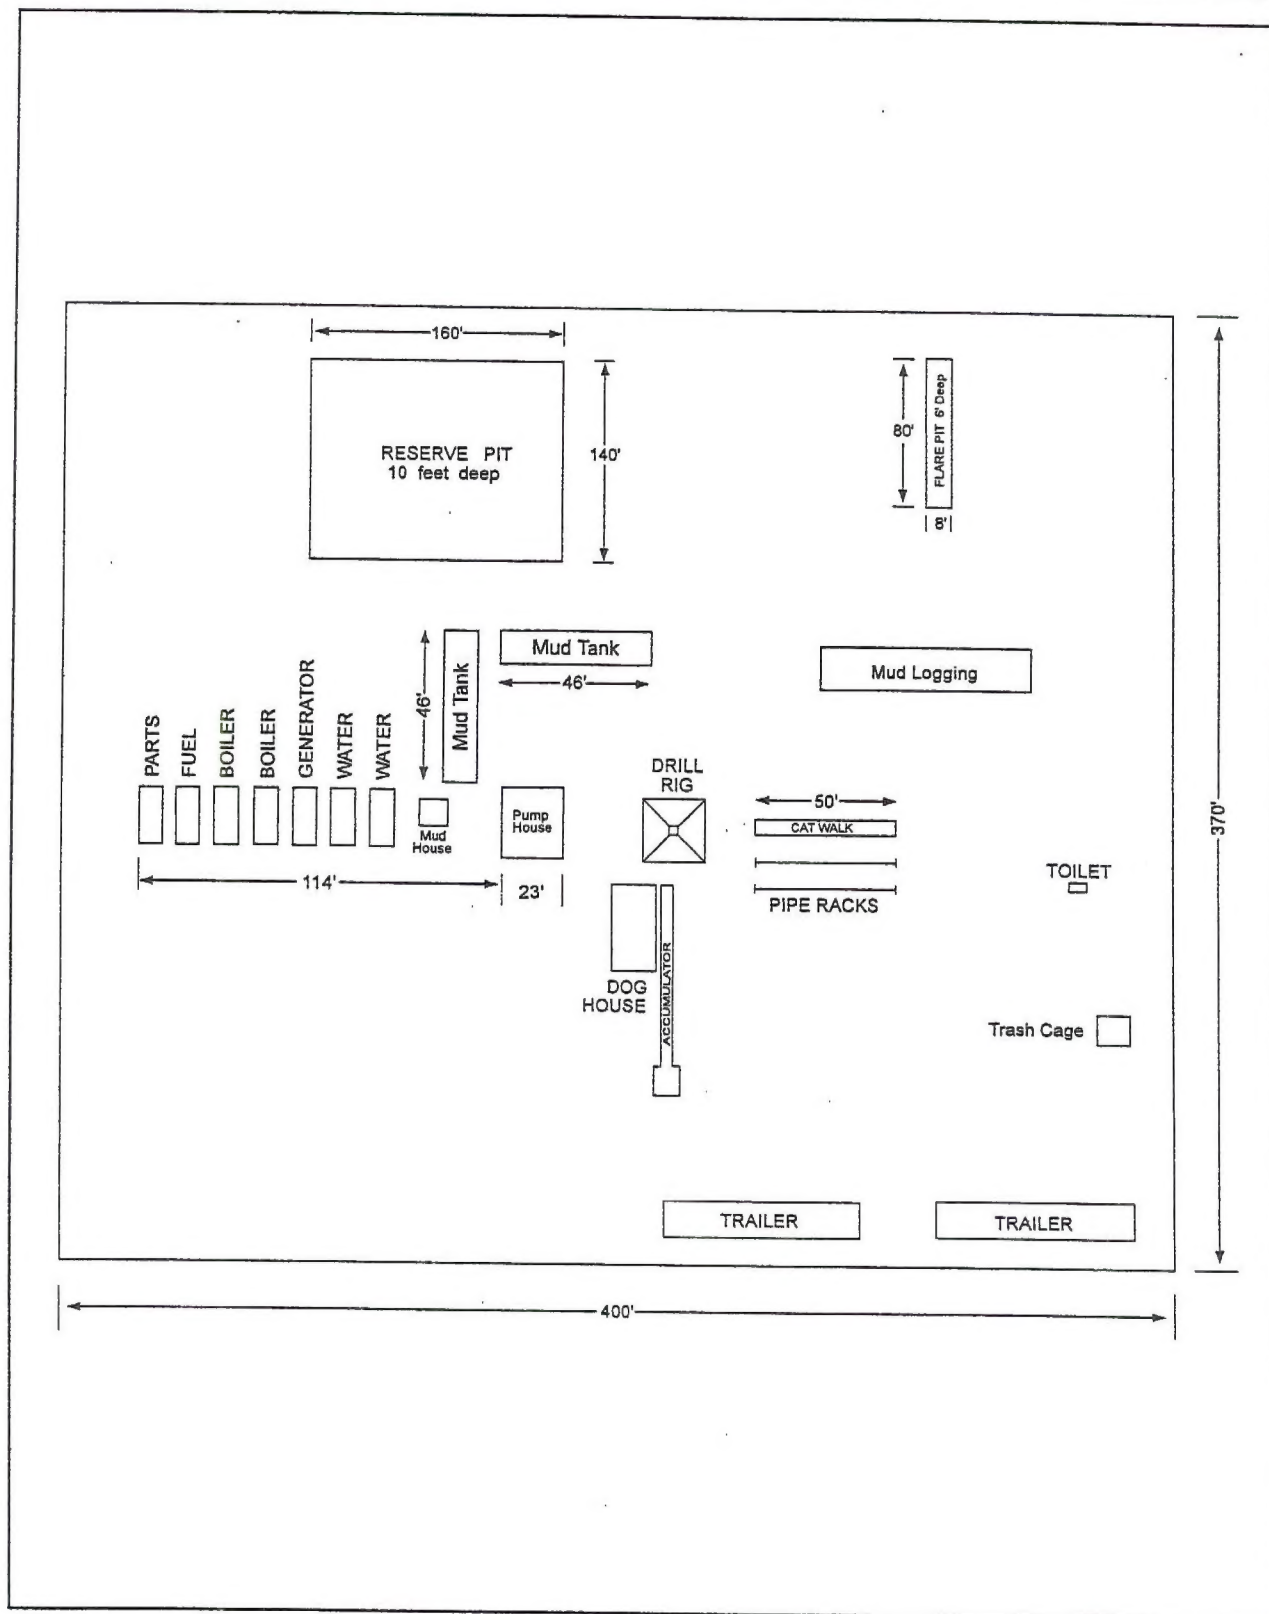 160'
RESERVE PIT
10 feet deep
140'
80'
FLARE PIT 6' Deep
8'
46'
Mud Tank
Mud Tank
46'
Mud Logging
PARTS
FUEL
BOILER
BOILER
GENERATOR
WATER
WATER
Mud
House
Pump
House
DRILL
RIG
50'
CAT WALK
PIPE RACKS
114'
23'
TOILET
370'
DOG
HOUSE
ACCUMULATOR
Trash Cage
TRAILER
TRAILER
400'